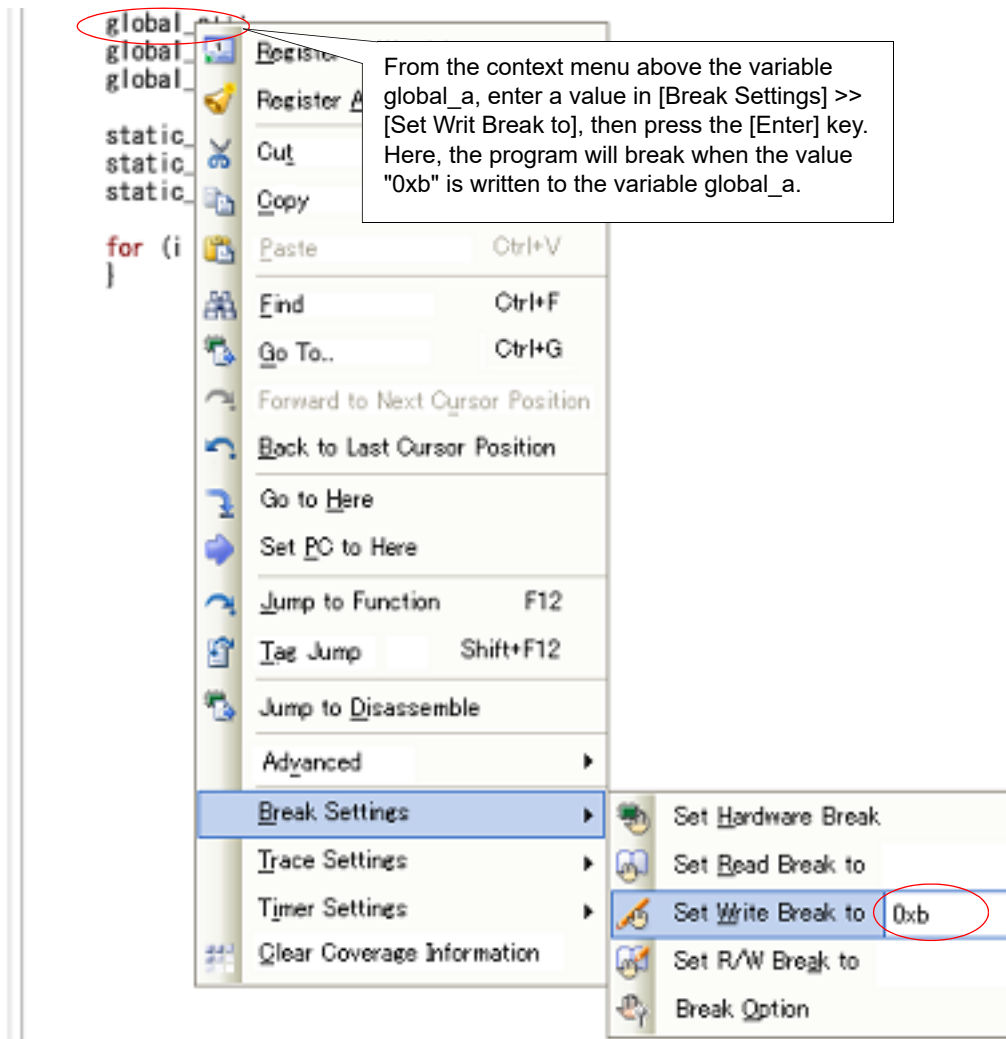 global_a++;
global_
global_
static_
static_
static_
for (i
}
Register
Register A
From the context menu above the variable
global_a, enter a value in [Break Settings] >>
[Set Writ Break to], then press the [Enter] key.
Here, the program will break when the value
"0xb" is written to the variable global_a.
Cut
Copy
Paste Ctrl+V
Find Ctrl+F
Go To.. Ctrl+G
Forward to Next Cursor Position
Back to Last Cursor Position
Go to Here
Set PC to Here
Jump to Function F12
Tag Jump Shift+F12
Jump to Disassemble
Advanced
Break Settings
Trace Settings
Timer Settings
Clear Coverage Information
Set Hardware Break
Set Read Break to
Set Write Break to 0xb
Set R/W Break to
Break Option